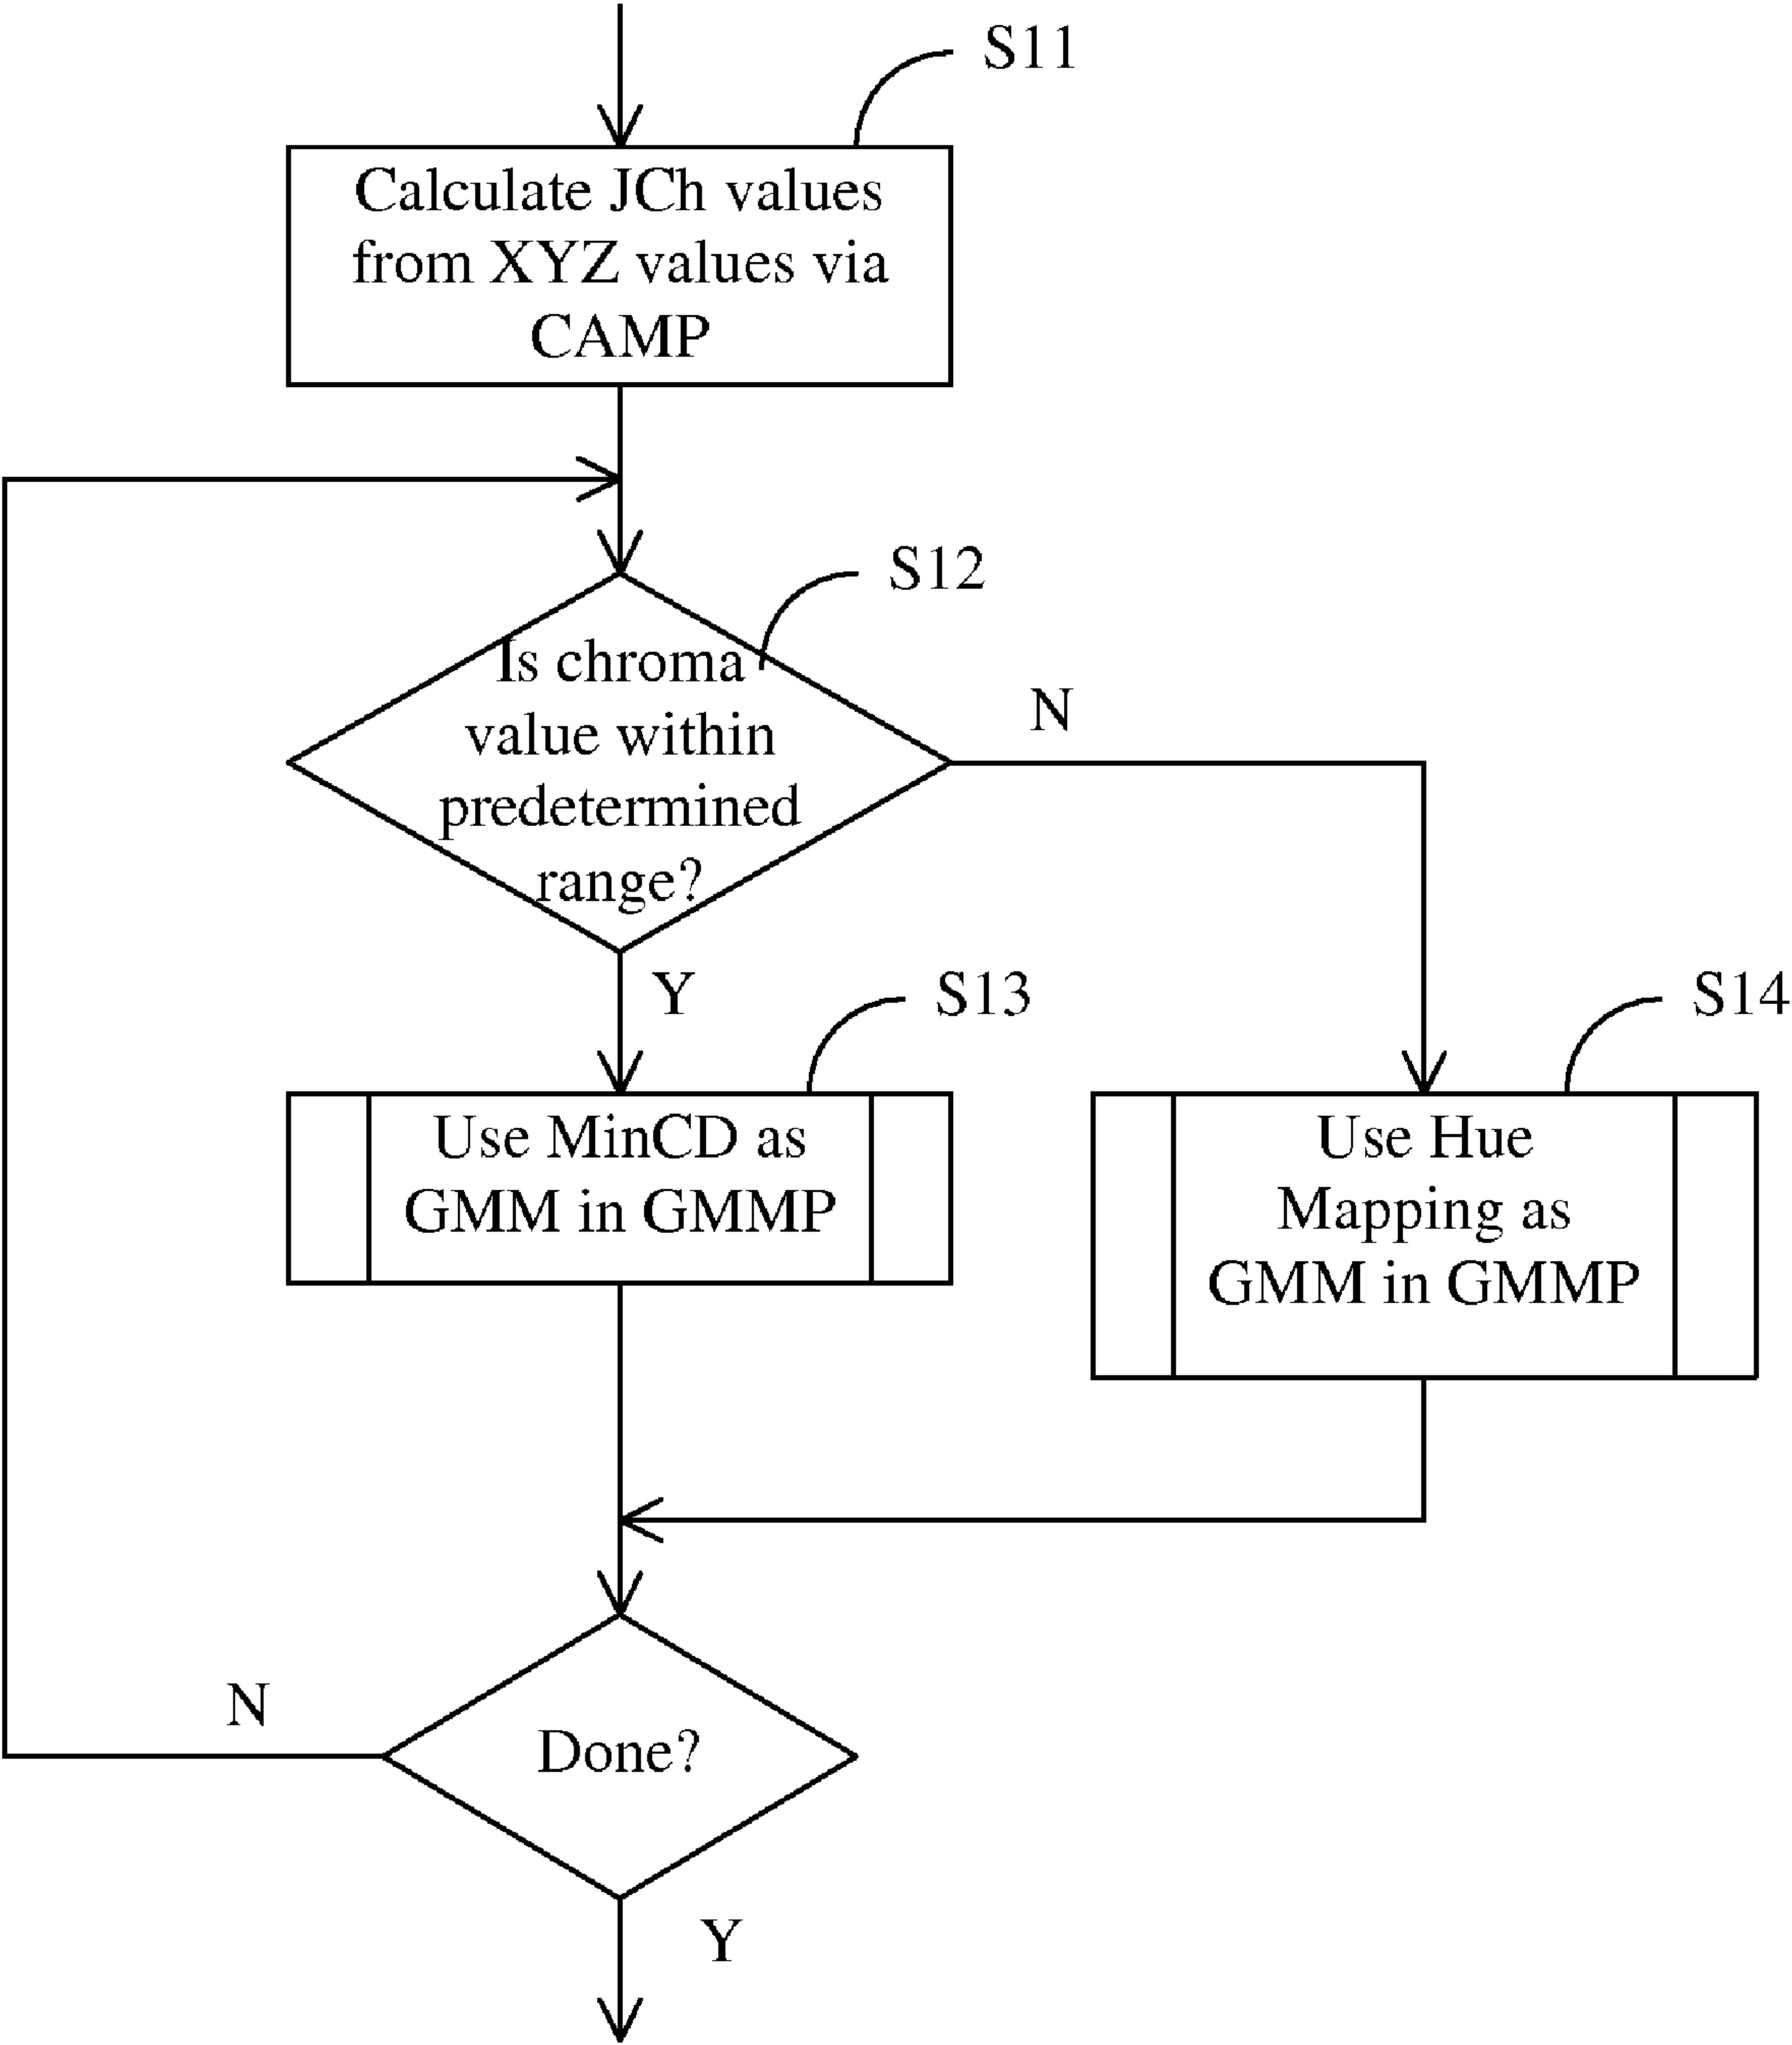 S11
Calculate JCh values
from XYZ values via
CAMP
S12
Is chroma
value within
predetermined
range?
N
Y
S13
S14
Use MinCD as
GMM in GMMP
Use Hue
Mapping as
GMM in GMMP
N
Done?
Y